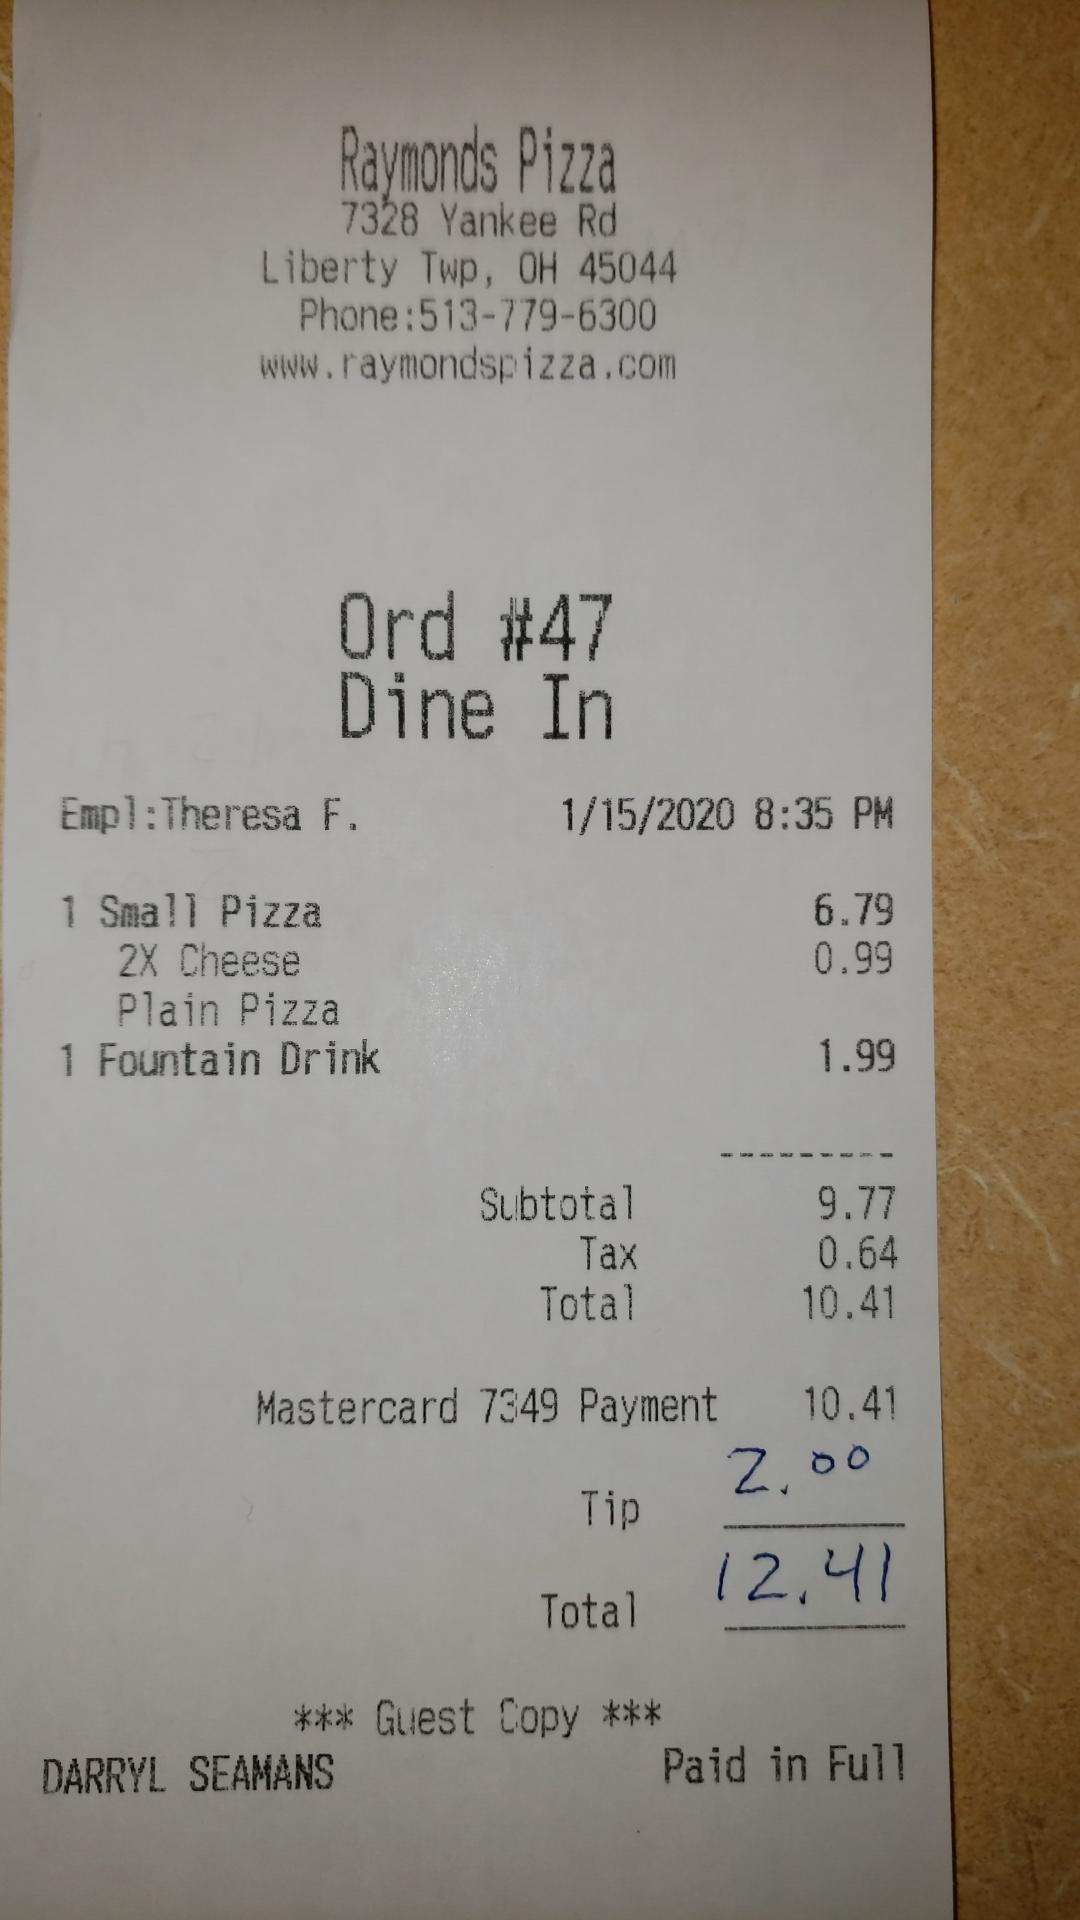 Raymonds Pizza
7328 Yankee Rd
Liberty Twp, OH 45044
Phone:513-779-6300
www.raymondspizza.com
Ord #47
Dine In
Empl:Theresa F. 1/15/2020 8:35 PM
1 Small Pizza 6.79
2X Cheese 0.99
Plain Pizza
1 Fountain Drink 1.99
---------
Subtotal 9.77
Tax 0.64
Total 10.41
Mastercard 7349 Payment 10.41
Tip 2.00
Total 12.41
*** Guest Copy ***
DARRYL SEAMANS Paid in Full